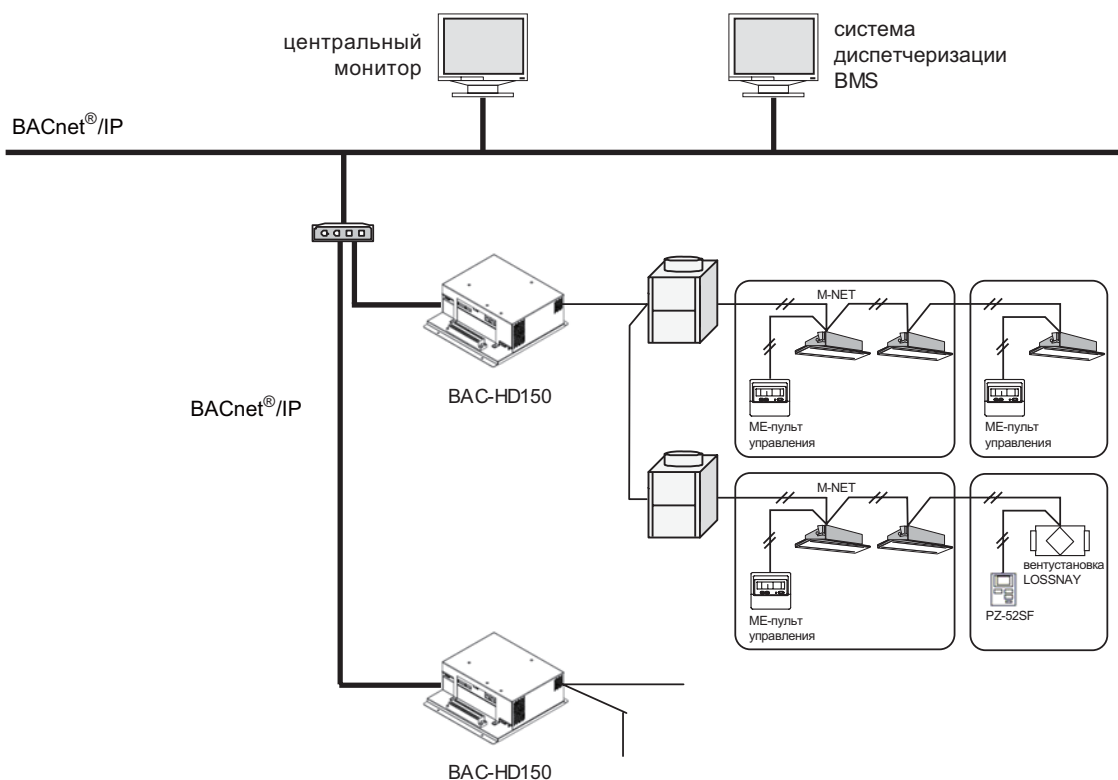 центральный
монитор
система
диспетчеризации
BMS
BACnet®/IP
M-NET
BAC-HD150
ME-пульт
управления
ME-пульт
управления
BACnet®/IP
M-NET
вентустановка
LOSSNAY
PZ-52SF
ME-пульт
управления
BAC-HD150